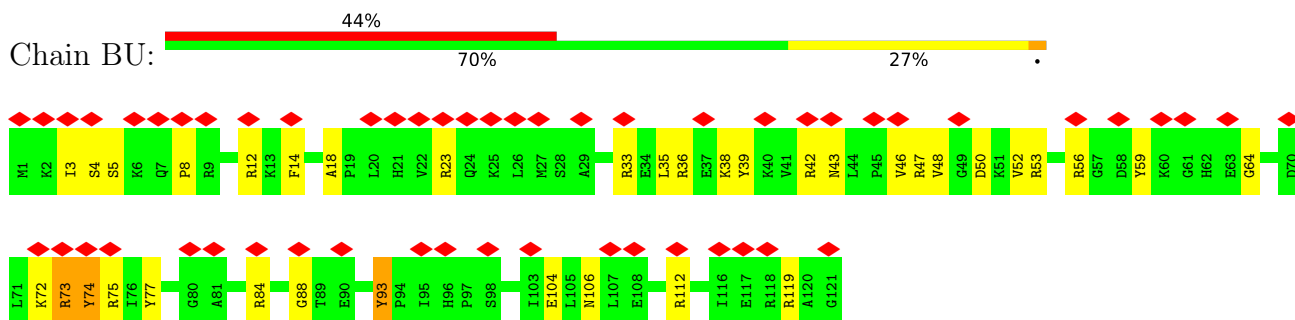 44%
Chain BU:
70% 27% •
M1 K2 I3 S4 S5 K6 Q7 P8 R9 R12 K13 F14 A18 P19 L20 H21 V22 R23 Q24 K25 L26 M27 S28 A29 R33 E34 L35 R36 E37 K38 Y39 K40 V41 R42 N43 L44 P45 V46 R47 V48 G49 D50 K51 V52 R53 R56 G57 D58 Y59 K60 G61 H62 E63 G64 D70
L71 K72 R73 Y74 R75 I76 Y77 G80 A81 R84 G88 T89 E90 Y93 P94 I95 H96 P97 S98 I103 E104 L105 N106 L107 E108 R112 I116 E117 R118 R119 A120 G121